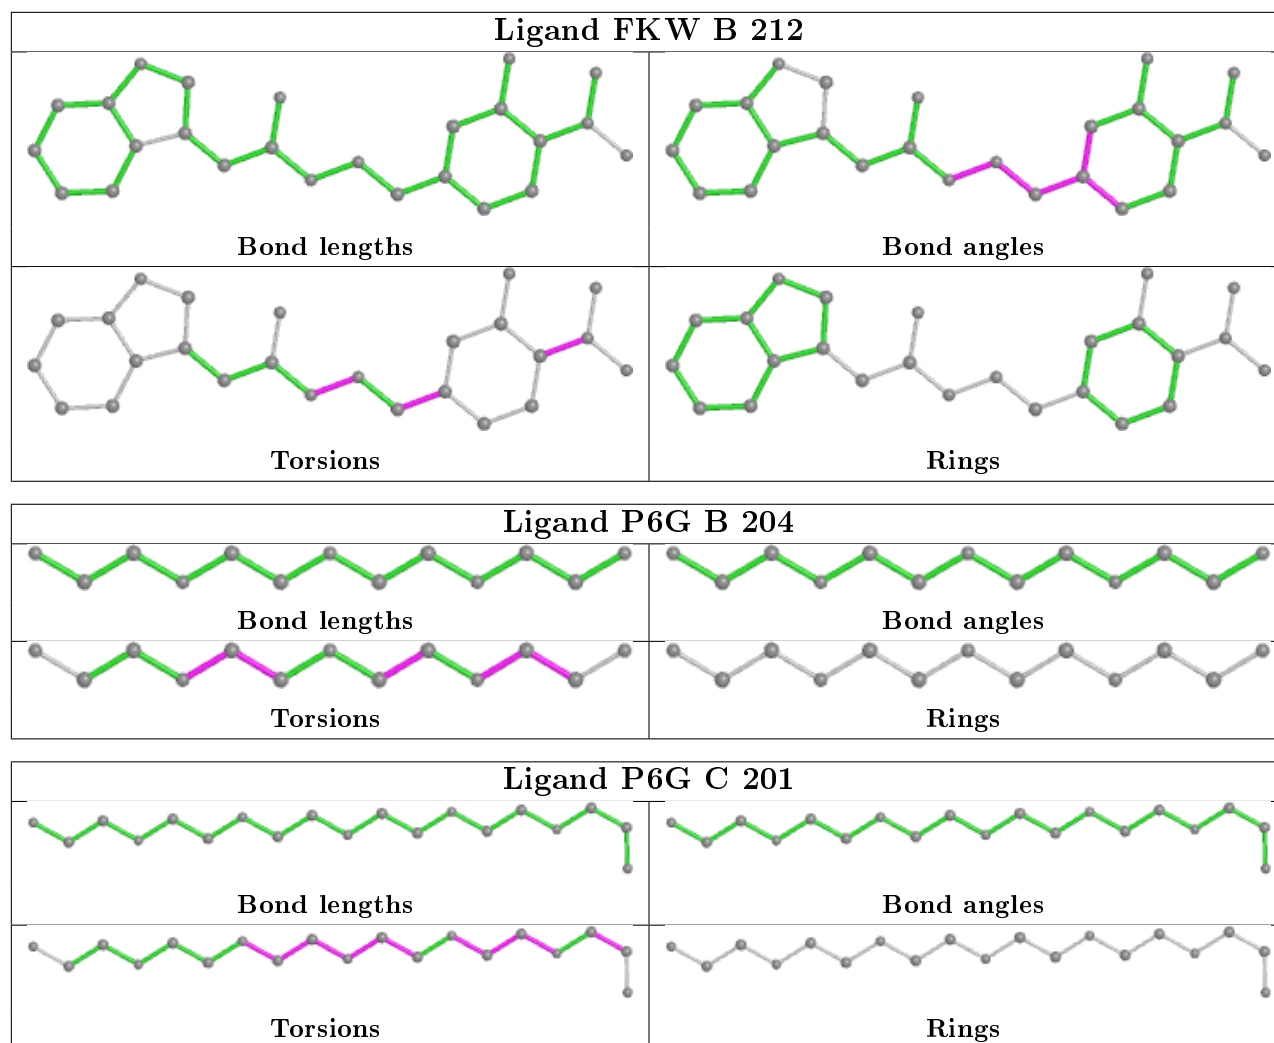 Ligand FKW B 212
Bond lengths
Bond angles
Torsions
Rings
Ligand P6G B 204
Bond lengths
Bond angles
Torsions
Rings
Ligand P6G C 201
Bond lengths
Bond angles
Torsions
Rings